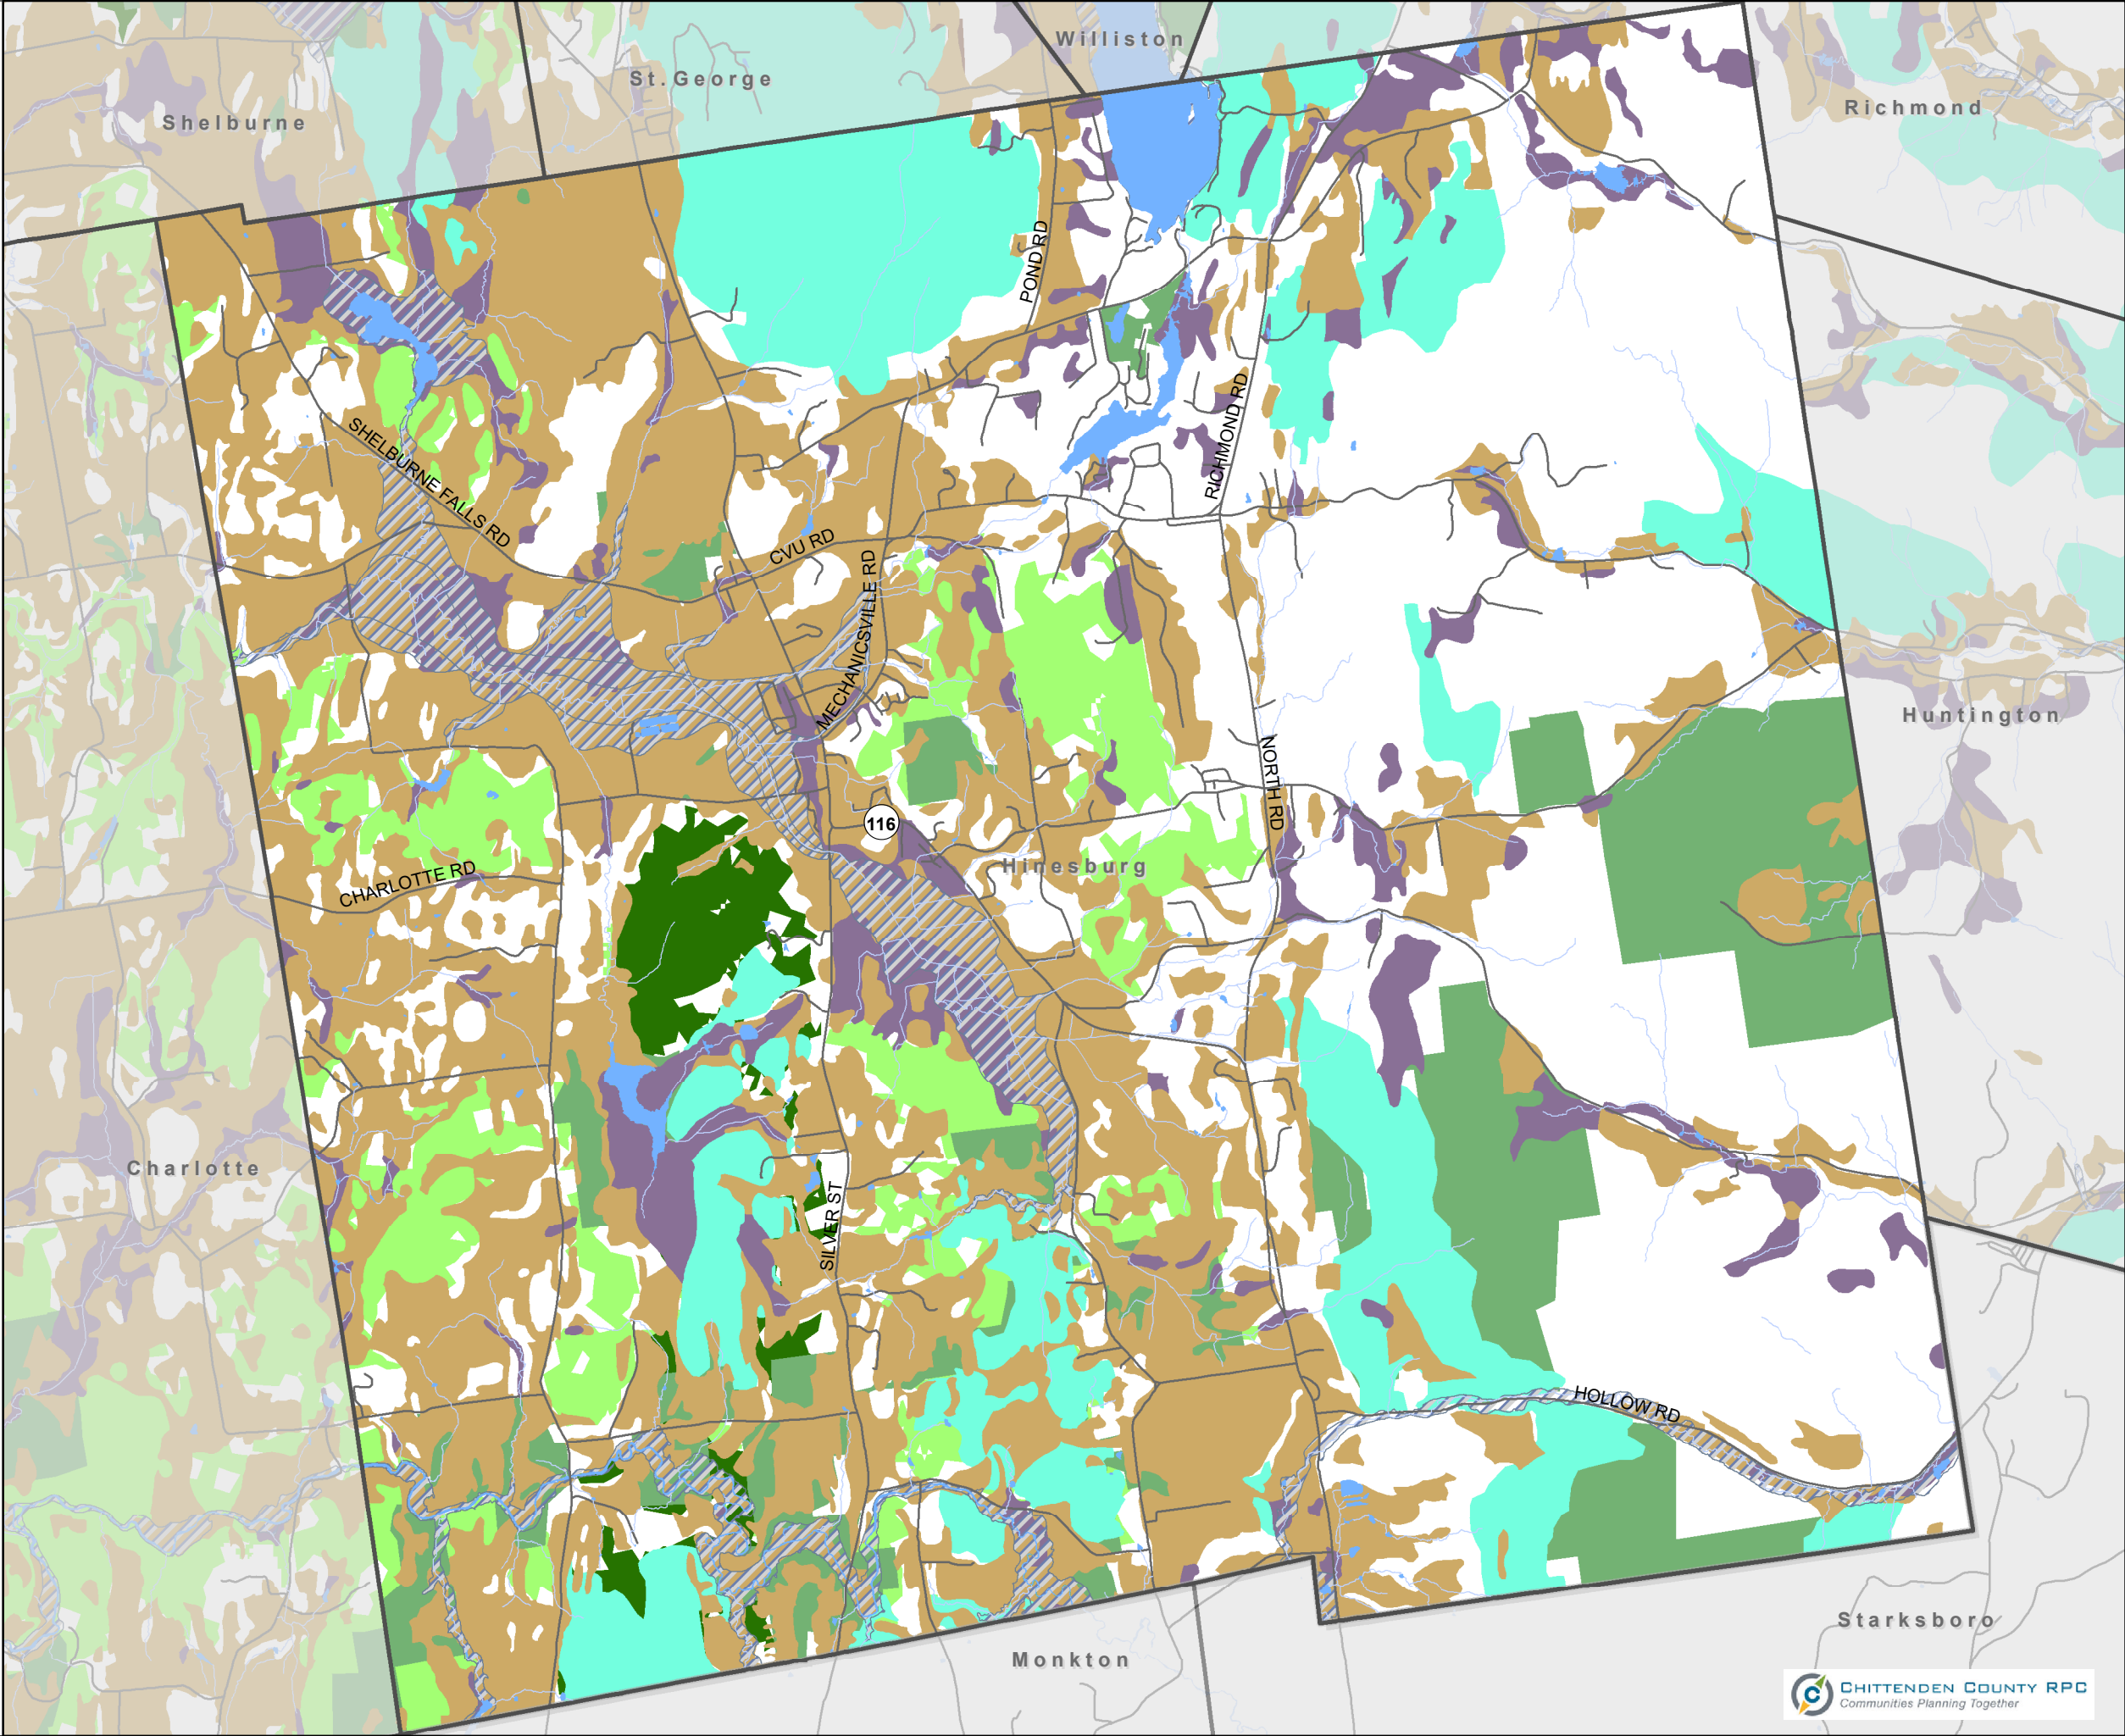 Williston
St.George
Richmond
Shelburne
POND RD
RICHMOND RD
SHELBURNE FALLS RD
CVU RD
MECHANICSVILLE RD
Huntington
NORTH RD
116
Hinesburg
CHARLOTTE RD
Charlotte
SILVER ST
HOLLOW RD
Starksboro
Monkton
C
CHITTENDEN COUNTY RPC
Communities Planning Together